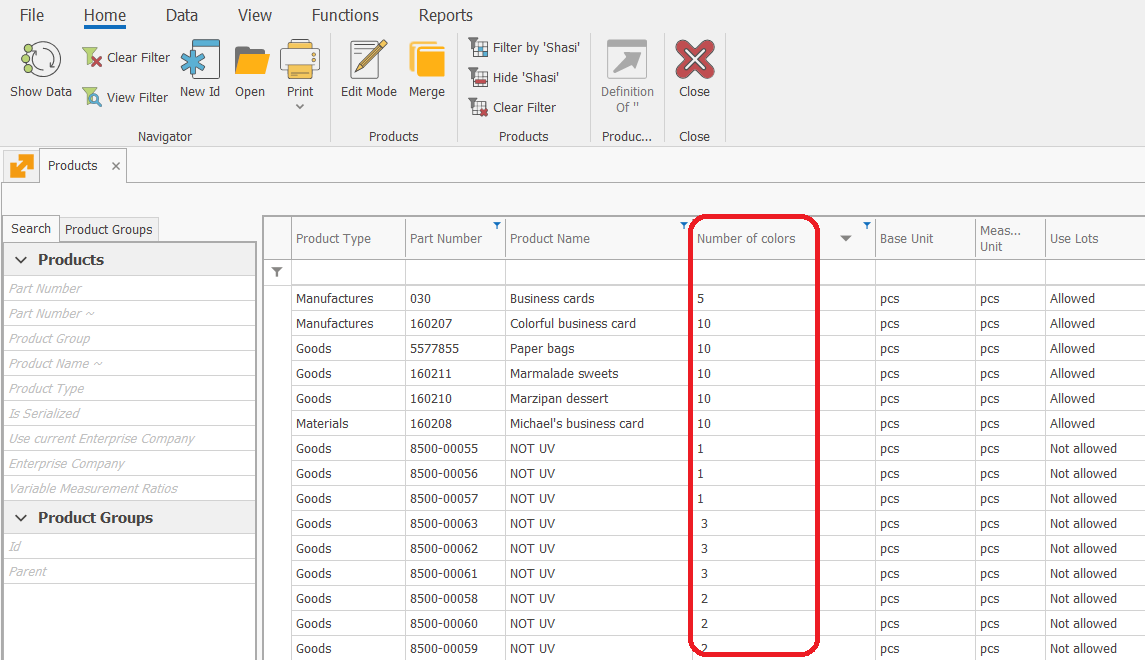 File Home Data View Functions Reports
Show Data Clear Filter View Filter New Id Open Print
Navigator
Edit Mode Merge
Products
Filter by 'Shasi'
Hide 'Shasi'
Clear Filter
Products
Definition
Of ''
Produc...
Close
Close
Products
Search Product Groups
Products
Part Number
Part Number ~
Product Group
Product Name ~
Product Type
Is Serialized
Use current Enterprise Company
Enterprise Company
Variable Measurement Ratios
Product Groups
Id
Parent
Product Type Part Number Product Name Number of colors Base Unit Meas... Unit Use Lots
Manufactures 030 Business cards 5 pcs pcs Allowed
Manufactures 160207 Colorful business card 10 pcs pcs Allowed
Goods 5577855 Paper bags 10 pcs pcs Allowed
Goods 160211 Marmalade sweets 10 pcs pcs Allowed
Goods 160210 Marzipan dessert 10 pcs pcs Allowed
Materials 160208 Michael's business card 10 pcs pcs Allowed
Goods 8500-00055 NOT UV 1 pcs pcs Not allowed
Goods 8500-00056 NOT UV 1 pcs pcs Not allowed
Goods 8500-00057 NOT UV 1 pcs pcs Not allowed
Goods 8500-00063 NOT UV 3 pcs pcs Not allowed
Goods 8500-00062 NOT UV 3 pcs pcs Not allowed
Goods 8500-00061 NOT UV 3 pcs pcs Not allowed
Goods 8500-00058 NOT UV 2 pcs pcs Not allowed
Goods 8500-00060 NOT UV 2 pcs pcs Not allowed
Goods 8500-00059 NOT UV 2 pcs pcs Not allowed